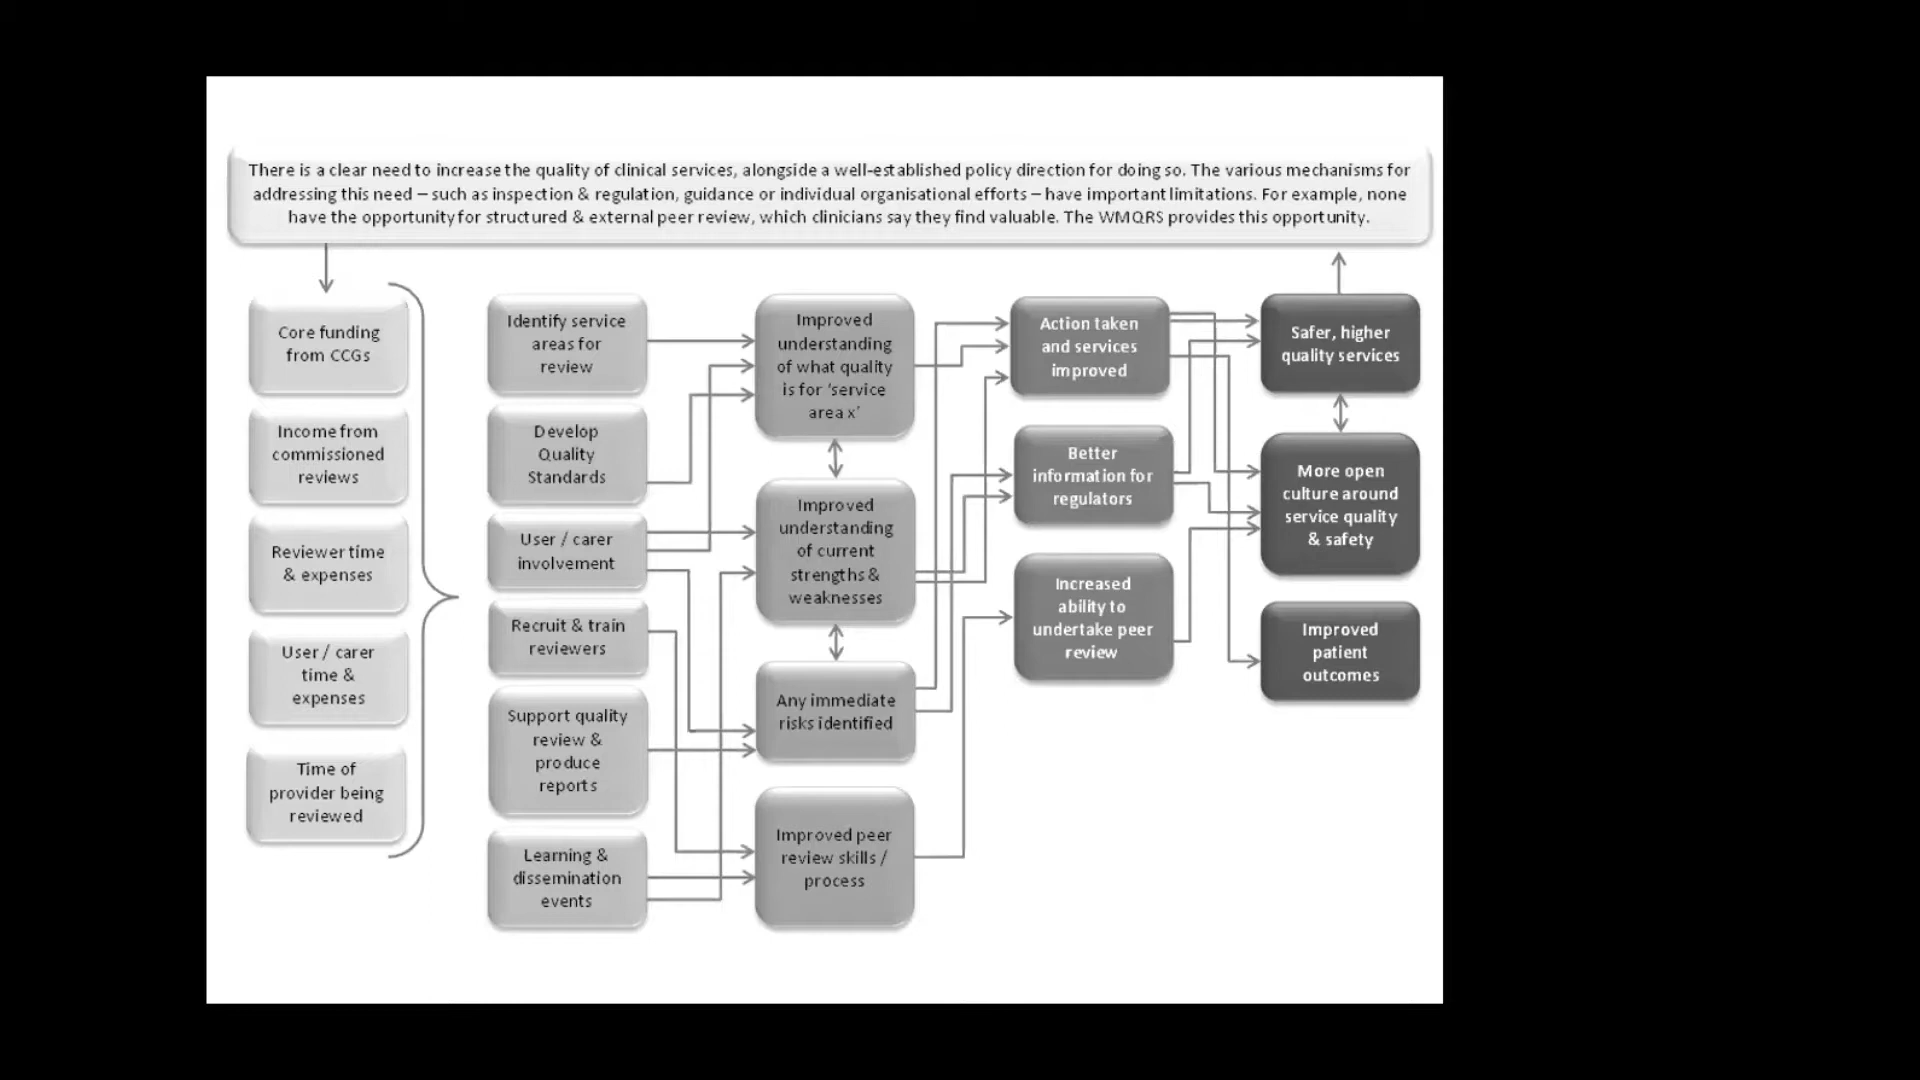 There is a clear need to increase the quality of clinical services, alongside a well-established policy direction for doing so. The various mechanisms for
addressing this need – such as inspection & regulation, guidance or individual organisational efforts – have important limitations. For example, none
have the opportunity for structured & external peer review, which clinicians say they find valuable. The WMQRS provides this opportunity.
Core funding
from CCGs
Income from
commissioned
reviews
Reviewer time
& expenses
User / carer
time &
expenses
Time of
provider being
reviewed
Identify service
areas for
review
Develop
Quality
Standards
User / carer
involvement
Recruit & train
reviewers
Support quality
review &
produce
reports
Learning &
dissemination
events
Improved
understanding
of what quality
is for ‘service
area x’
Improved
understanding
of current
strengths &
weaknesses
Any immediate
risks identified
Improved peer
review skills /
process
Action taken
and services
improved
Better
information for
regulators
Increased
ability to
undertake peer
review
Safer, higher
quality services
More open
culture around
service quality
& safety
Improved
patient
outcomes